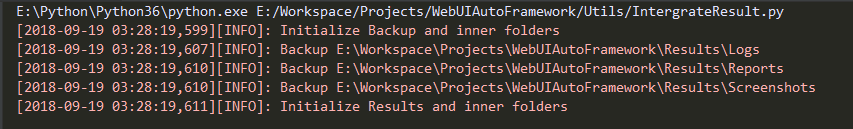 E:\Python\Python36\python.exe E:/Workspace/Projects/WebUIAutoFramework/Utils/IntergrateResult.py
[2018-09-19 03:28:19,599][INFO]: Initialize Backup and inner folders
[2018-09-19 03:28:19,607][INFO]: Backup E:\Workspace\Projects\WebUIAutoFramework\Results\Logs
[2018-09-19 03:28:19,610][INFO]: Backup E:\Workspace\Projects\WebUIAutoFramework\Results\Reports
[2018-09-19 03:28:19,610][INFO]: Backup E:\Workspace\Projects\WebUIAutoFramework\Results\Screenshots
[2018-09-19 03:28:19,611][INFO]: Initialize Results and inner folders